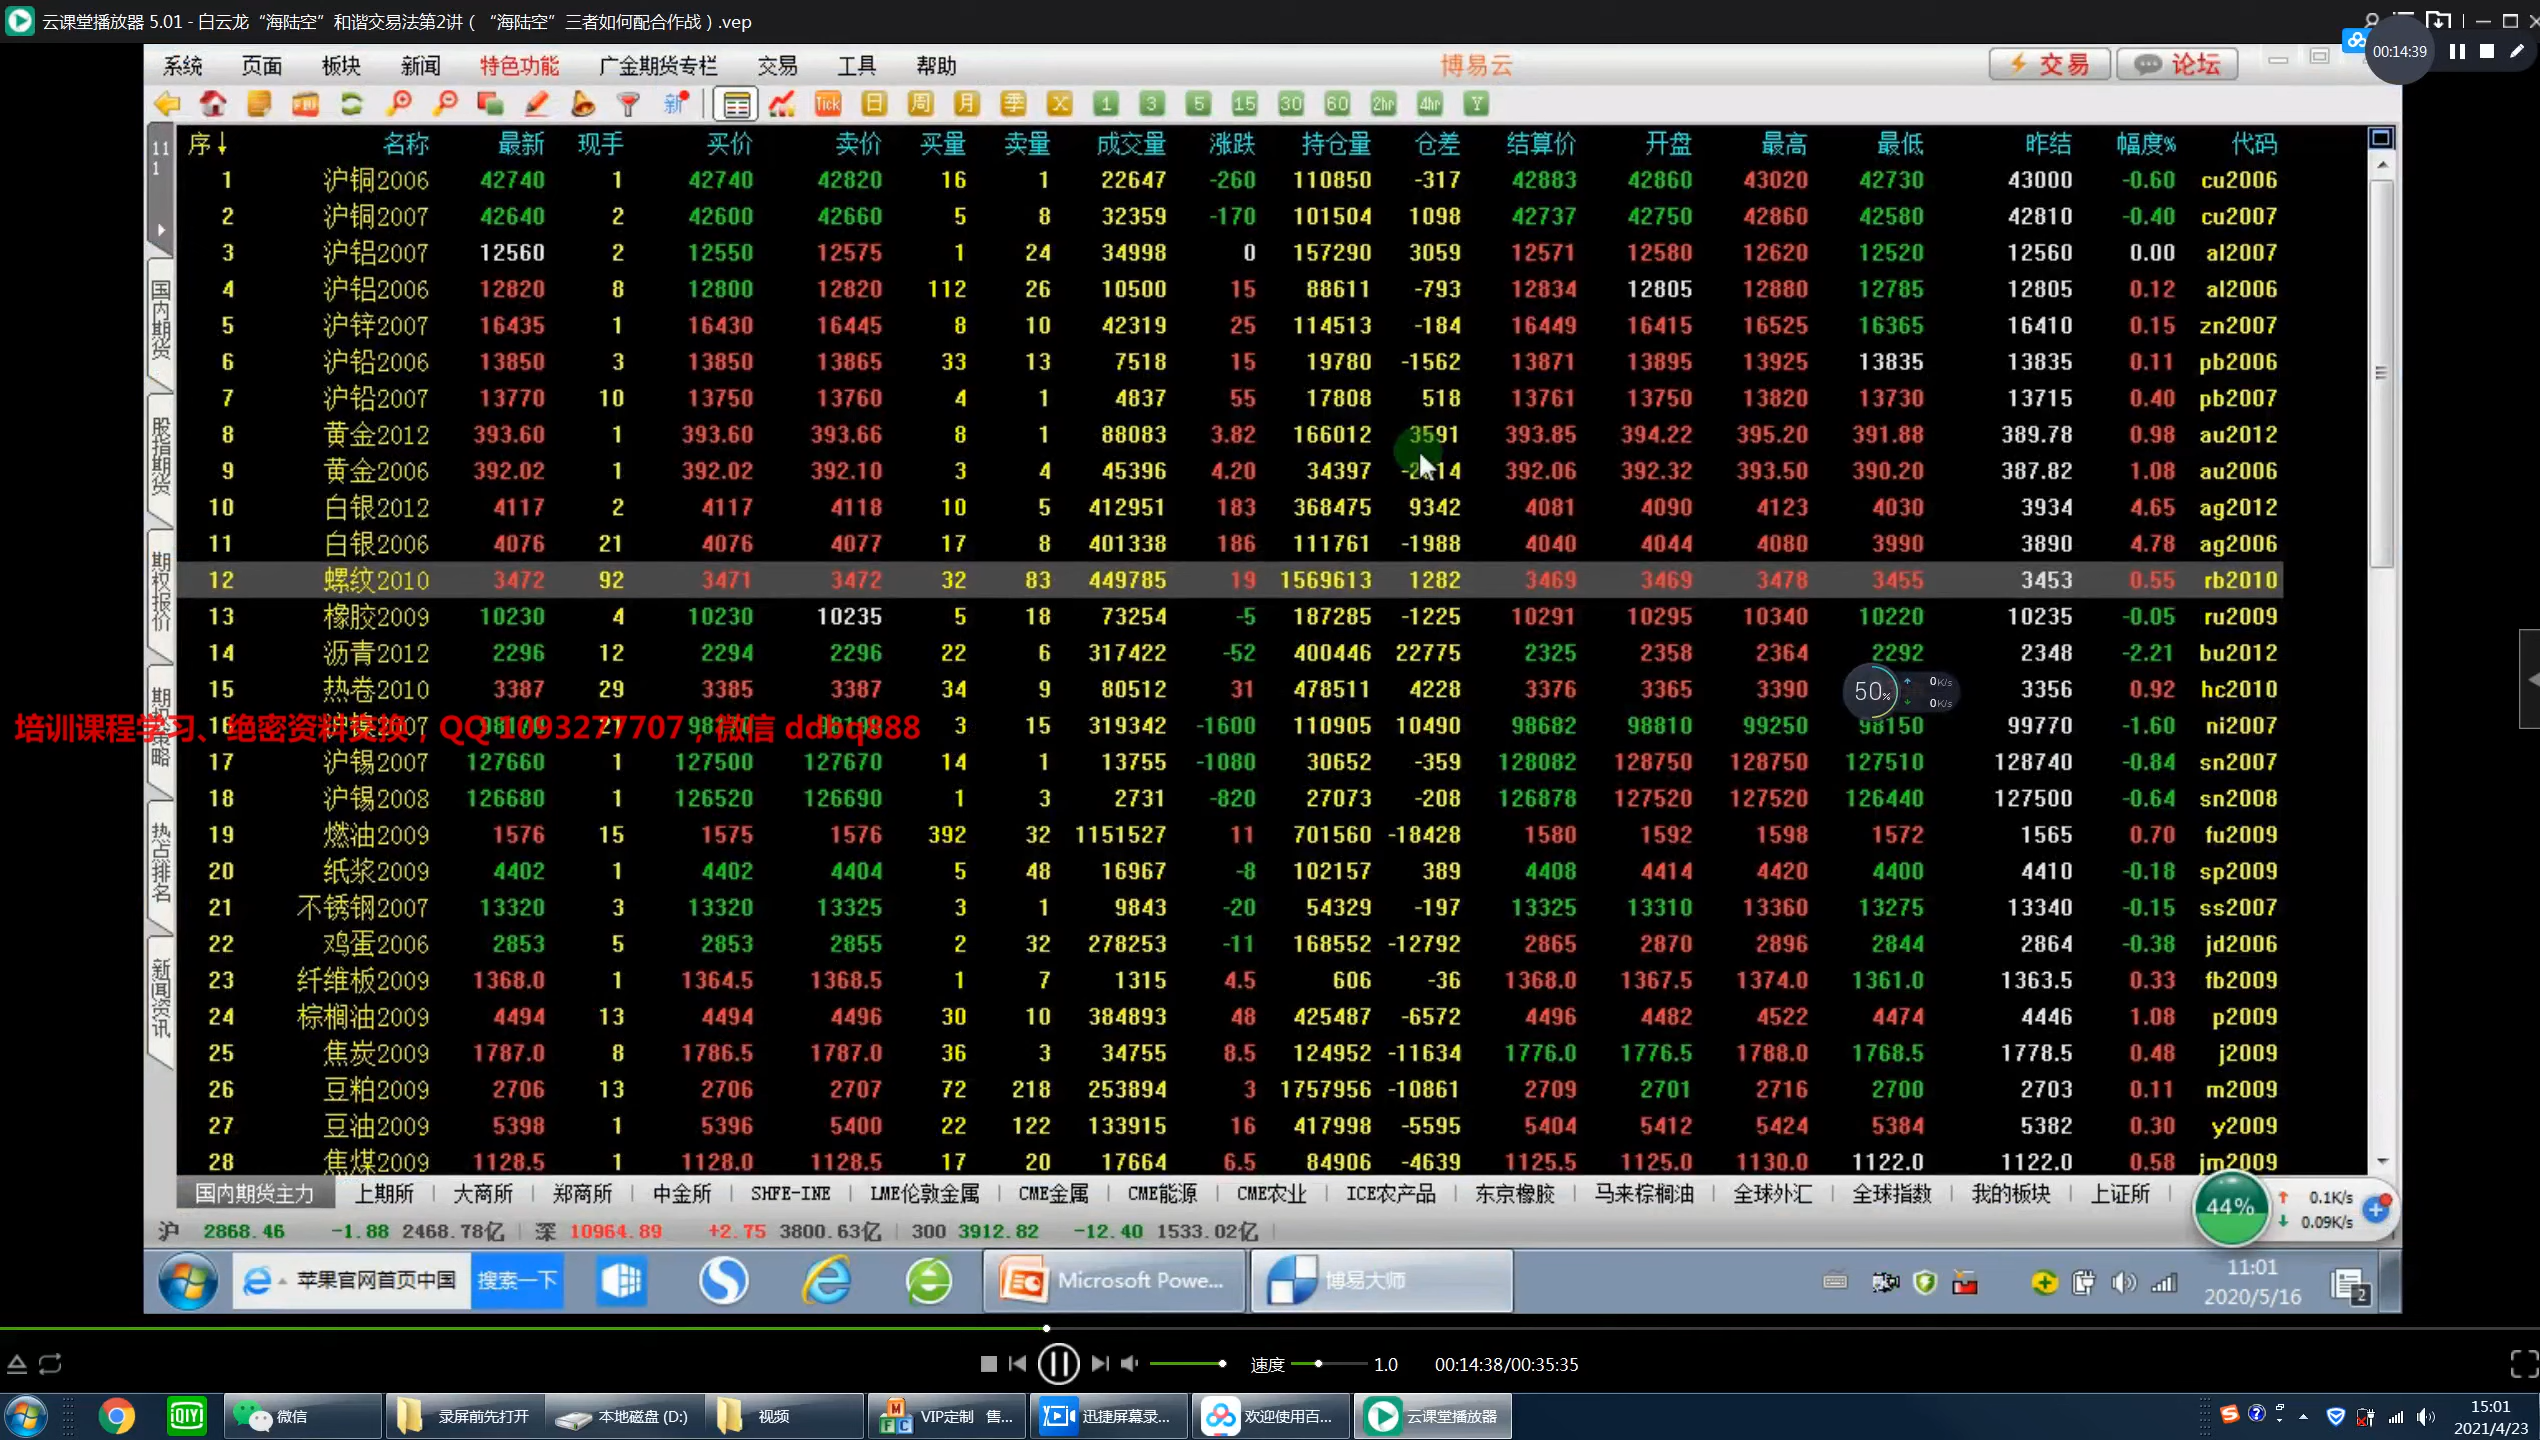 云课堂播放器 5.01 - 白云龙“海陆空”和谐交易法第2讲（“海陆空”三者如何配合作战）.vep
00:14:39
系统 页面 板块 新闻 特色功能 广金期货专栏 交易 工具 帮助 博易云 交易 论坛
Tick 日 周 月 季 X 1 3 5 15 30 60 2hr 4hr Y
序↓ 名称 最新 现手 买价 卖价 买量 卖量 成交量 涨跌 持仓量 仓差 结算价 开盘 最高 最低 昨结 幅度% 代码
1 沪铜2006 42740 1 42740 42820 16 1 22647 -260 110850 -317 42883 42860 43020 42730 43000 -0.60 cu2006
2 沪铜2007 42640 2 42600 42660 5 8 32359 -170 101504 1098 42737 42750 42860 42580 42810 -0.40 cu2007
3 沪铝2007 12560 2 12550 12575 1 24 34998 0 157290 3059 12571 12580 12620 12520 12560 0.00 al2007
4 沪铝2006 12820 8 12800 12820 112 26 10500 15 88611 -793 12834 12805 12880 12785 12805 0.12 al2006
5 沪锌2007 16435 1 16430 16445 8 10 42319 25 114513 -184 16449 16415 16525 16365 16410 0.15 zn2007
6 沪铅2006 13850 3 13850 13865 33 13 7518 15 19780 -1562 13871 13895 13925 13835 13835 0.11 pb2006
7 沪铅2007 13770 10 13750 13760 4 1 4837 55 17808 518 13761 13750 13820 13730 13715 0.40 pb2007
8 黄金2012 393.60 1 393.60 393.66 8 1 88083 3.82 166012 3591 393.85 394.22 395.20 391.88 389.78 0.98 au2012
9 黄金2006 392.02 1 392.02 392.10 3 4 45396 4.20 34397 392.06 392.32 393.50 390.20 387.82 1.08 au2006
10 白银2012 4117 2 4117 4118 10 5 412951 183 368475 9342 4081 4090 4123 4030 3934 4.65 ag2012
11 白银2006 4076 21 4076 4077 17 8 401338 186 111761 -1988 4040 4044 4080 3990 3890 4.78 ag2006
12 螺纹2010 3472 92 3471 3472 32 83 449785 19 1569613 1282 3469 3469 3478 3455 3453 0.55 rb2010
13 橡胶2009 10230 4 10230 10235 5 18 73254 -5 187285 -1225 10291 10295 10340 10220 10235 -0.05 ru2009
14 沥青2012 2296 12 2294 2296 22 6 317422 -52 400446 22775 2325 2358 2364 2292 2348 -2.21 bu2012
15 热卷2010 3387 29 3385 3387 34 9 80512 31 478511 4228 3376 3365 3390 3356 0.92 hc2010
50% 0K/s 0K/s
培训课程学习、绝密资料交换，QQ 1093277707，微信 ddbq888
16 3 15 319342 -1600 110905 10490 98682 98810 99250 98150 99770 -1.60 ni2007
17 沪锡2007 127660 1 127500 127670 14 1 13755 -1080 30652 -359 128082 128750 128750 127510 128740 -0.84 sn2007
18 沪锡2008 126680 1 126520 126690 1 3 2731 -820 27073 -208 126878 127520 127520 126440 127500 -0.64 sn2008
19 燃油2009 1576 15 1575 1576 392 32 1151527 11 701560 -18428 1580 1592 1598 1572 1565 0.70 fu2009
20 纸浆2009 4402 1 4402 4404 5 48 16967 -8 102157 389 4408 4414 4420 4400 4410 -0.18 sp2009
21 不锈钢2007 13320 3 13320 13325 3 1 9843 -20 54329 -197 13325 13310 13360 13275 13340 -0.15 ss2007
22 鸡蛋2006 2853 5 2853 2855 2 32 278253 -11 168552 -12792 2865 2870 2896 2844 2864 -0.38 jd2006
23 纤维板2009 1368.0 1 1364.5 1368.5 1 7 1315 4.5 606 -36 1368.0 1367.5 1374.0 1361.0 1363.5 0.33 fb2009
24 棕榈油2009 4494 13 4494 4496 30 10 384893 48 425487 -6572 4496 4482 4522 4474 4446 1.08 p2009
25 焦炭2009 1787.0 8 1786.5 1787.0 36 3 34755 8.5 124952 -11634 1776.0 1776.5 1788.0 1768.5 1778.5 0.48 j2009
26 豆粕2009 2706 13 2706 2707 72 218 253894 3 1757956 -10861 2709 2701 2716 2700 2703 0.11 m2009
27 豆油2009 5398 1 5396 5400 22 122 133915 16 417998 -5595 5404 5412 5424 5384 5382 0.30 y2009
28 焦煤2009 1128.5 1 1128.0 1128.5 17 20 17664 6.5 84906 -4639 1125.5 1125.0 1130.0 1122.0 1122.0 0.58 jm2009
11
1
国内期货
股指期货
期权报价
热点排名
新闻资讯
国内期货主力 上期所 大商所 郑商所 中金所 SHFE-INE LME伦敦金属 CME金属 CME能源 CME农业 ICE农产品 东京橡胶 马来棕榈油 全球外汇 全球指数 我的板块 上证所
44% 0.1K/s 0.09K/s
沪 2868.46 -1.88 2468.78亿 深 10964.89 +2.75 3800.63亿 300 3912.82 -12.40 1533.02亿
苹果官网首页中国 搜索一下 Microsoft Powe... 博易大师 11:01
2020/5/16 2
速度 1.0 00:14:38/00:35:35
QIYI 微信 录屏前先打开 本地磁盘 (D:) 视频 VIP定制 售... 迅捷屏幕录... 欢迎使用百... 云课堂播放器 15:01
2021/4/23